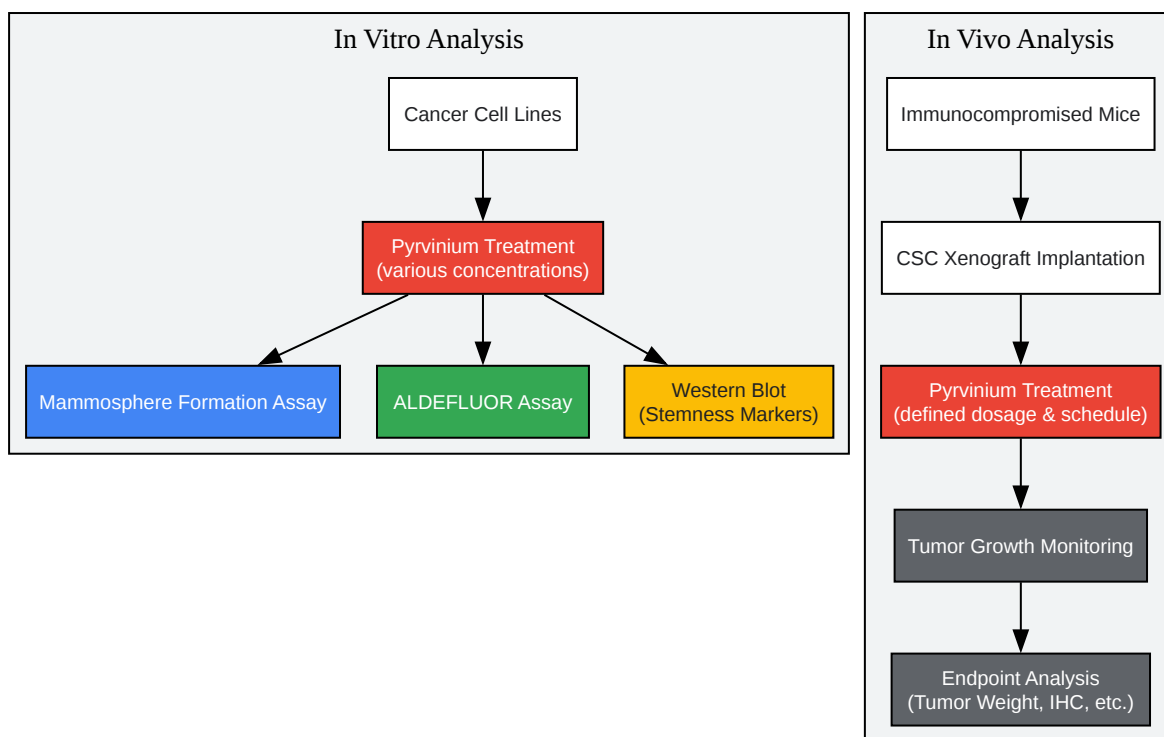 In Vitro Analysis
Cancer Cell Lines
Pyrvinium Treatment
(various concentrations)
Mammosphere Formation Assay
ALDEFLUOR Assay
Western Blot
(Stemness Markers)
In Vivo Analysis
Immunocompromised Mice
CSC Xenograft Implantation
Pyrvinium Treatment
(defined dosage & schedule)
Tumor Growth Monitoring
Endpoint Analysis
(Tumor Weight, IHC, etc.)